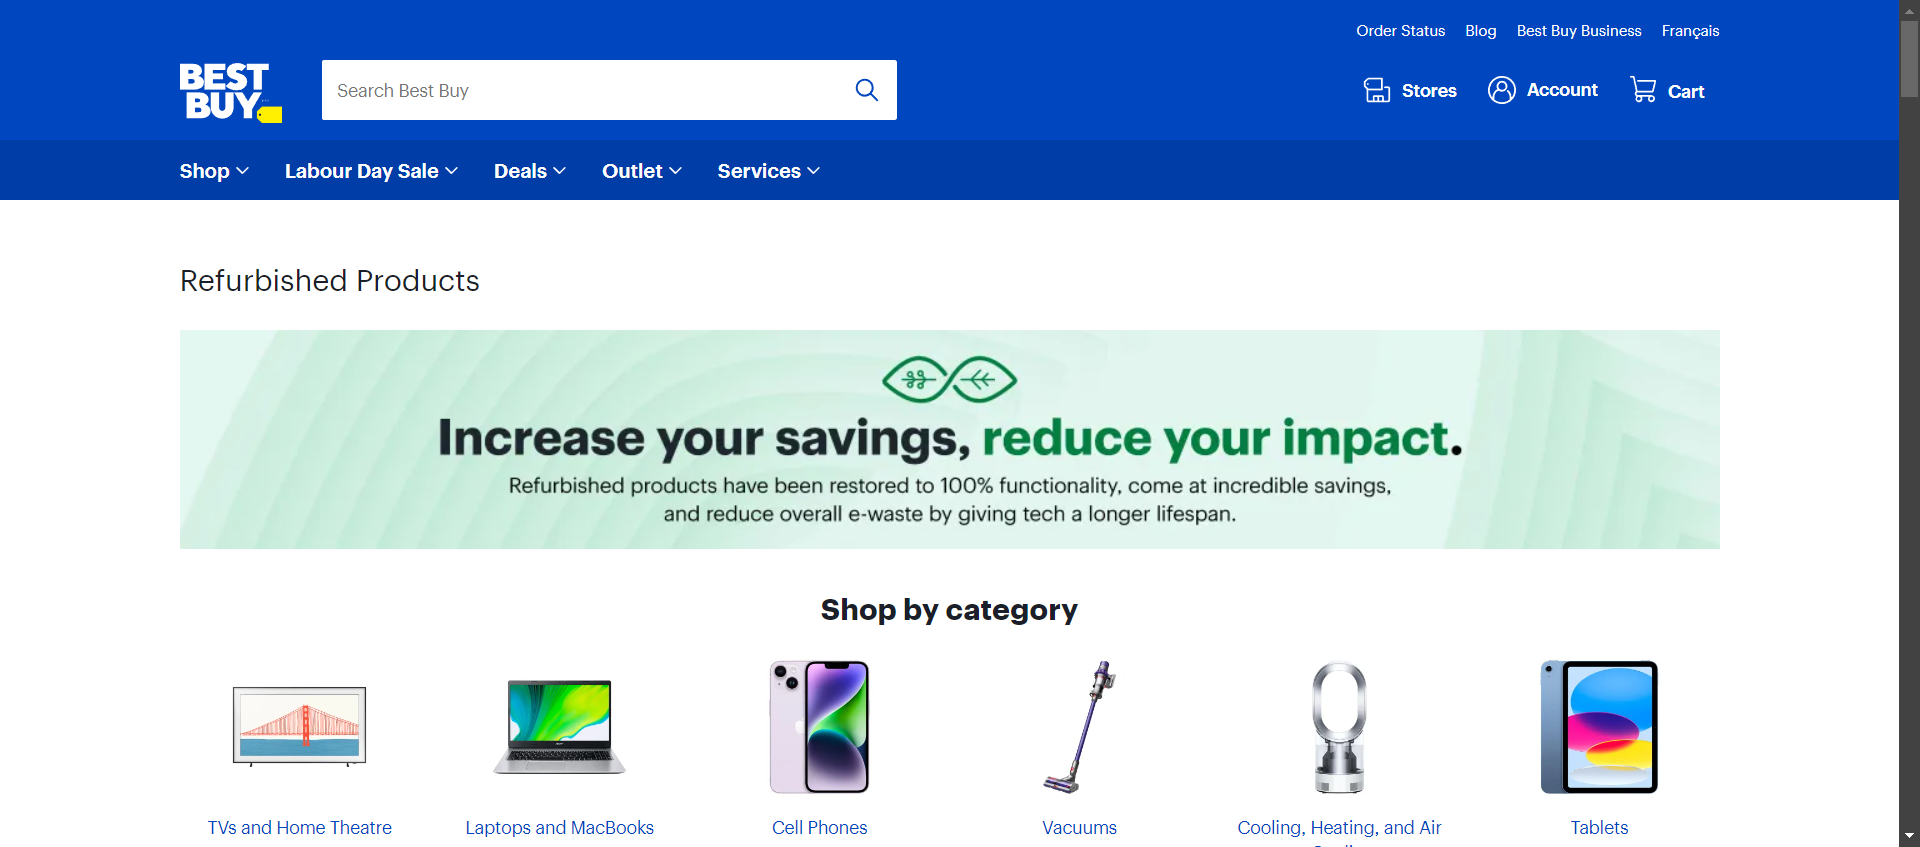 Order Status Blog Best Buy Business Français
BEST
BUY
Search Best Buy
Stores Account Cart
Shop Labour Day Sale Deals Outlet Services
Refurbished Products
Increase your savings, reduce your impact.
Refurbished products have been restored to 100% functionality, come at incredible savings,
and reduce overall e-waste by giving tech a longer lifespan.
Shop by category
TVs and Home Theatre Laptops and MacBooks Cell Phones Vacuums Cooling, Heating, and Air Tablets